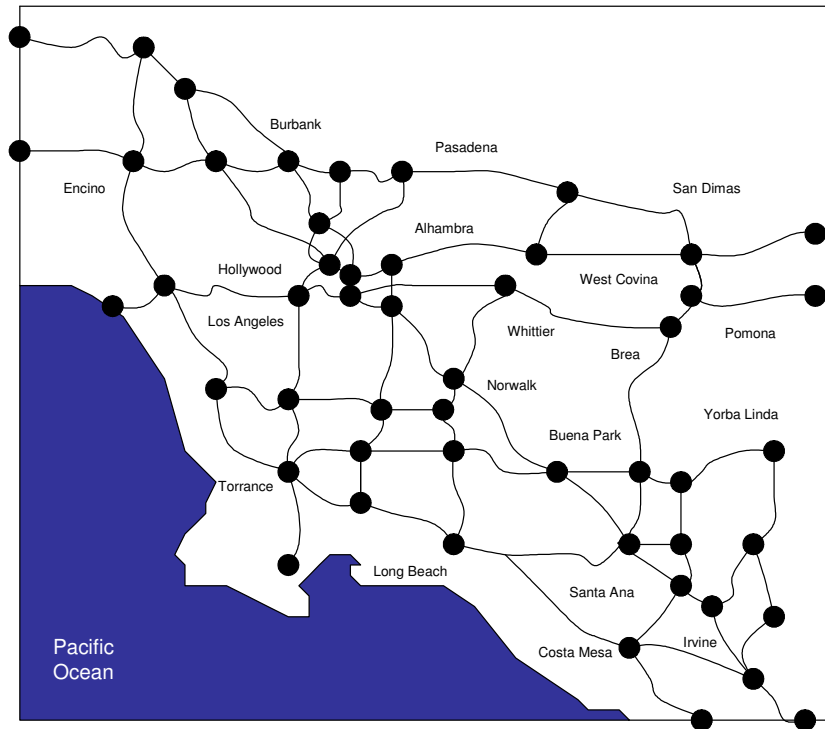 Burbank
Pasadena
Encino
San Dimas
Alhambra
Hollywood
West Covina
Los Angeles
Whittier
Pomona
Brea
Norwalk
Yorba Linda
Buena Park
Torrance
Long Beach
Santa Ana
Irvine
Costa Mesa
Pacific
Ocean